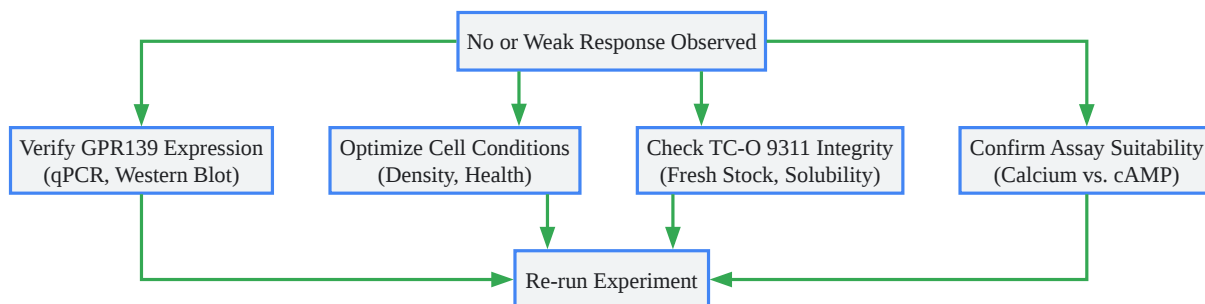 No or Weak Response Observed
Verify GPR139 Expression
(qPCR, Western Blot)
Optimize Cell Conditions
(Density, Health)
Check TC-O 9311 Integrity
(Fresh Stock, Solubility)
Confirm Assay Suitability
(Calcium vs. cAMP)
Re-run Experiment